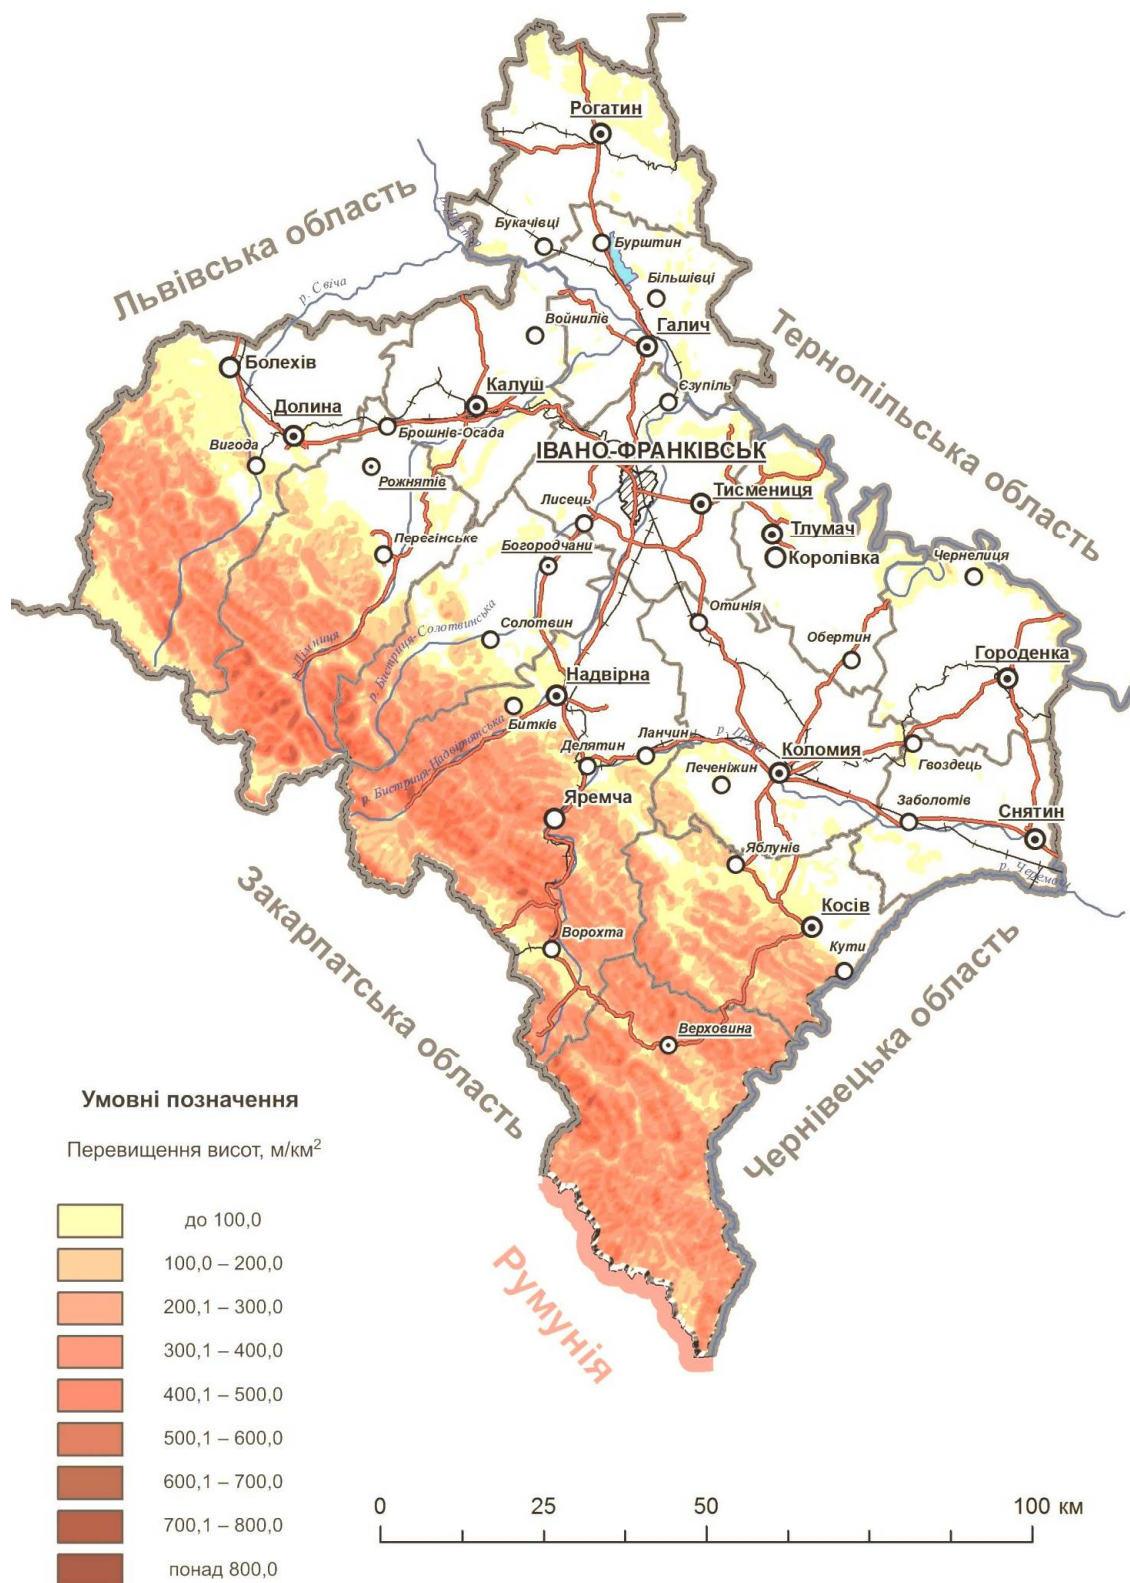 Рогатин
Букачівці
Бурштин
Більшівці
Львівська область
р. Свіча
Войнилів
Галич
Тернопільська область
Болехів
Калуш
Єзупіль
Долина
Брошнів-Осада
Вигода
ІВАНО-ФРАНКІВСЬК
Рожнятів
Лисець
Тисмениця
Перегінське
Богородчани
Тлумач
Королівка
Чернелиця
Отинія
Солотвин
Обертин
р. Лімниця
р. Бистриця-Солотвинська
Надвірна
Городенка
Битків
р. Бистриця-Надвірнянська
Делятин
Ланчин
р. Прут
Коломия
Гвоздець
Печеніжин
Яремча
Заболотів
Снятин
Яблунів
р. Черемош
Закарпатська область
Косів
Ворохта
Кути
Верховина
Чернівецька область
Румунія
Умовні позначення
Перевищення висот, м/км²
до 100,0
100,0 – 200,0
200,1 – 300,0
300,1 – 400,0
400,1 – 500,0
500,1 – 600,0
600,1 – 700,0
700,1 – 800,0
понад 800,0
0 25 50 100 км